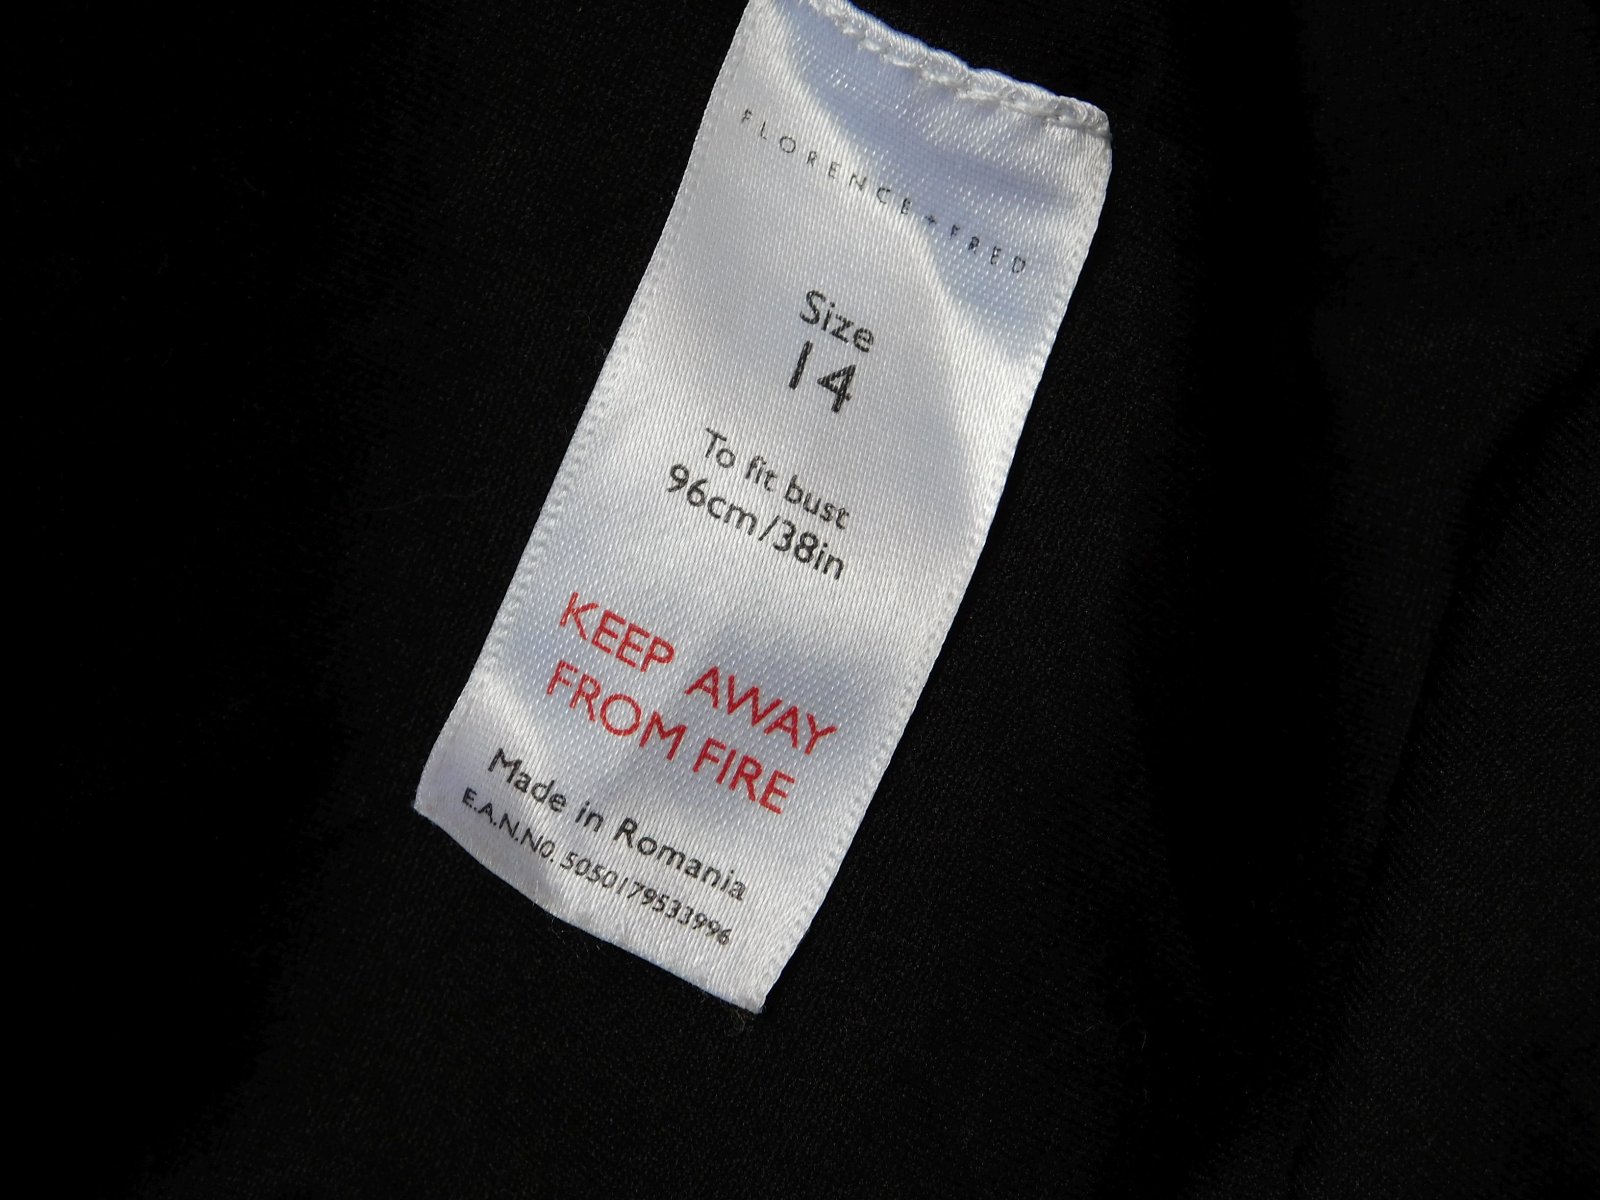 FLORENCE + FRED
Size
14
To fit bust
96cm/38in
KEEP AWAY
FROM FIRE
Made in Romania
E.A.N.NO. 5050179533996